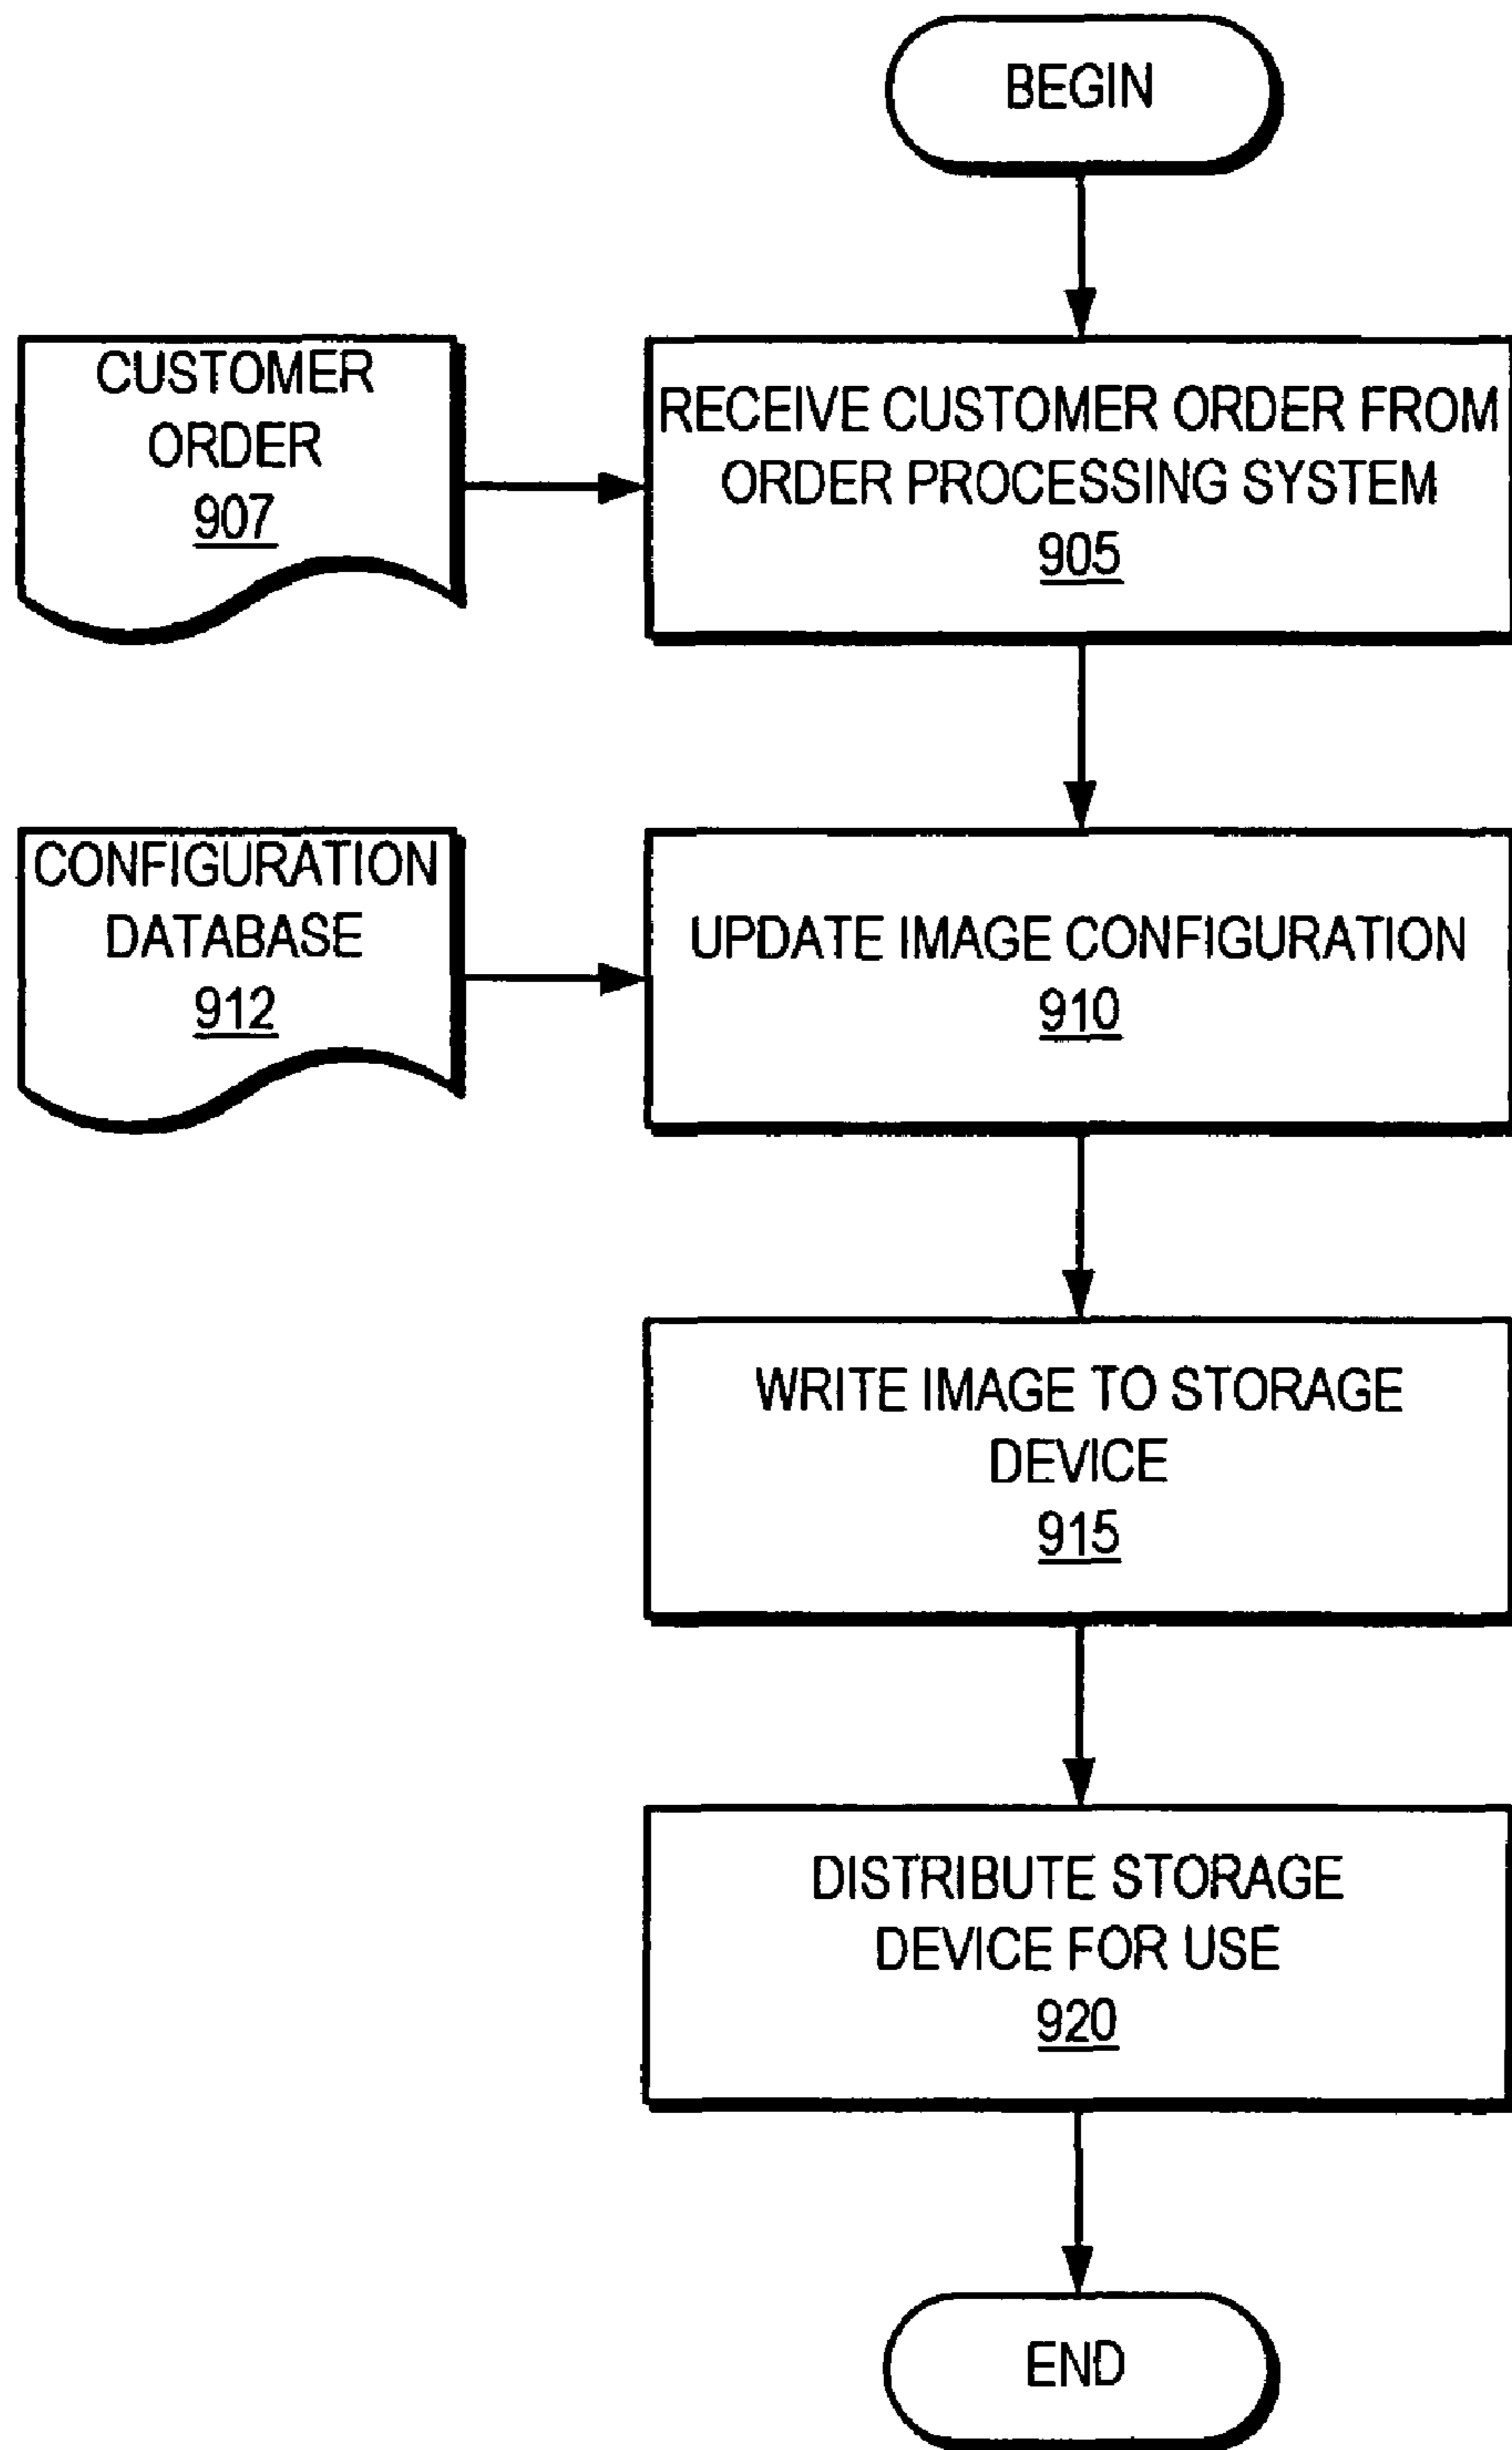 BEGIN
CUSTOMER
ORDER
907
RECEIVE CUSTOMER ORDER FROM
ORDER PROCESSING SYSTEM
905
CONFIGURATION
DATABASE
912
UPDATE IMAGE CONFIGURATION
910
WRITE IMAGE TO STORAGE
DEVICE
915
DISTRIBUTE STORAGE
DEVICE FOR USE
920
END